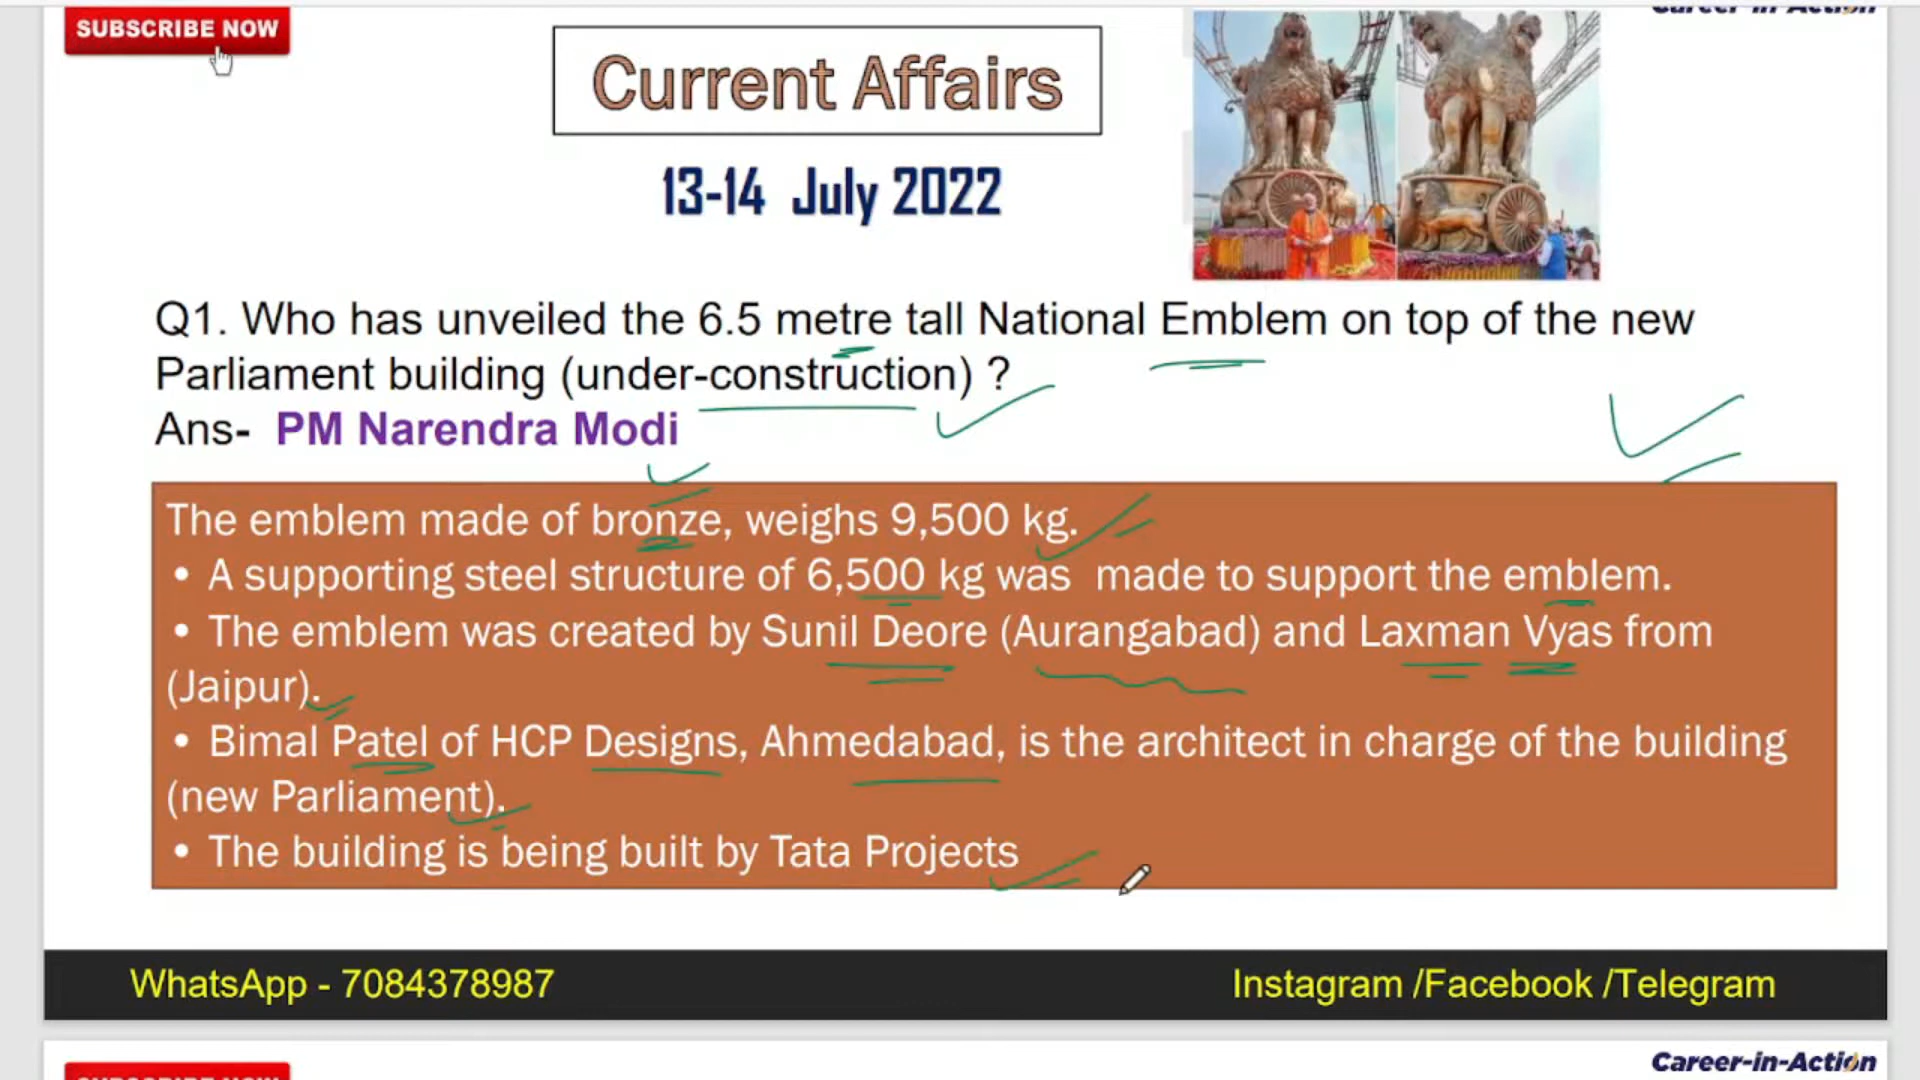 SUBSCRIBE NOW
Career-in-Action
Current Affairs
13-14 July 2022
Q1. Who has unveiled the 6.5 metre tall National Emblem on top of the new
Parliament building (under-construction) ?
Ans- PM Narendra Modi
The emblem made of bronze, weighs 9,500 kg.
• A supporting steel structure of 6,500 kg was made to support the emblem.
• The emblem was created by Sunil Deore (Aurangabad) and Laxman Vyas from
(Jaipur).
• Bimal Patel of HCP Designs, Ahmedabad, is the architect in charge of the building
(new Parliament).
• The building is being built by Tata Projects
WhatsApp - 7084378987
Instagram /Facebook /Telegram
Career-in-Action
SUBSCRIBE NOW